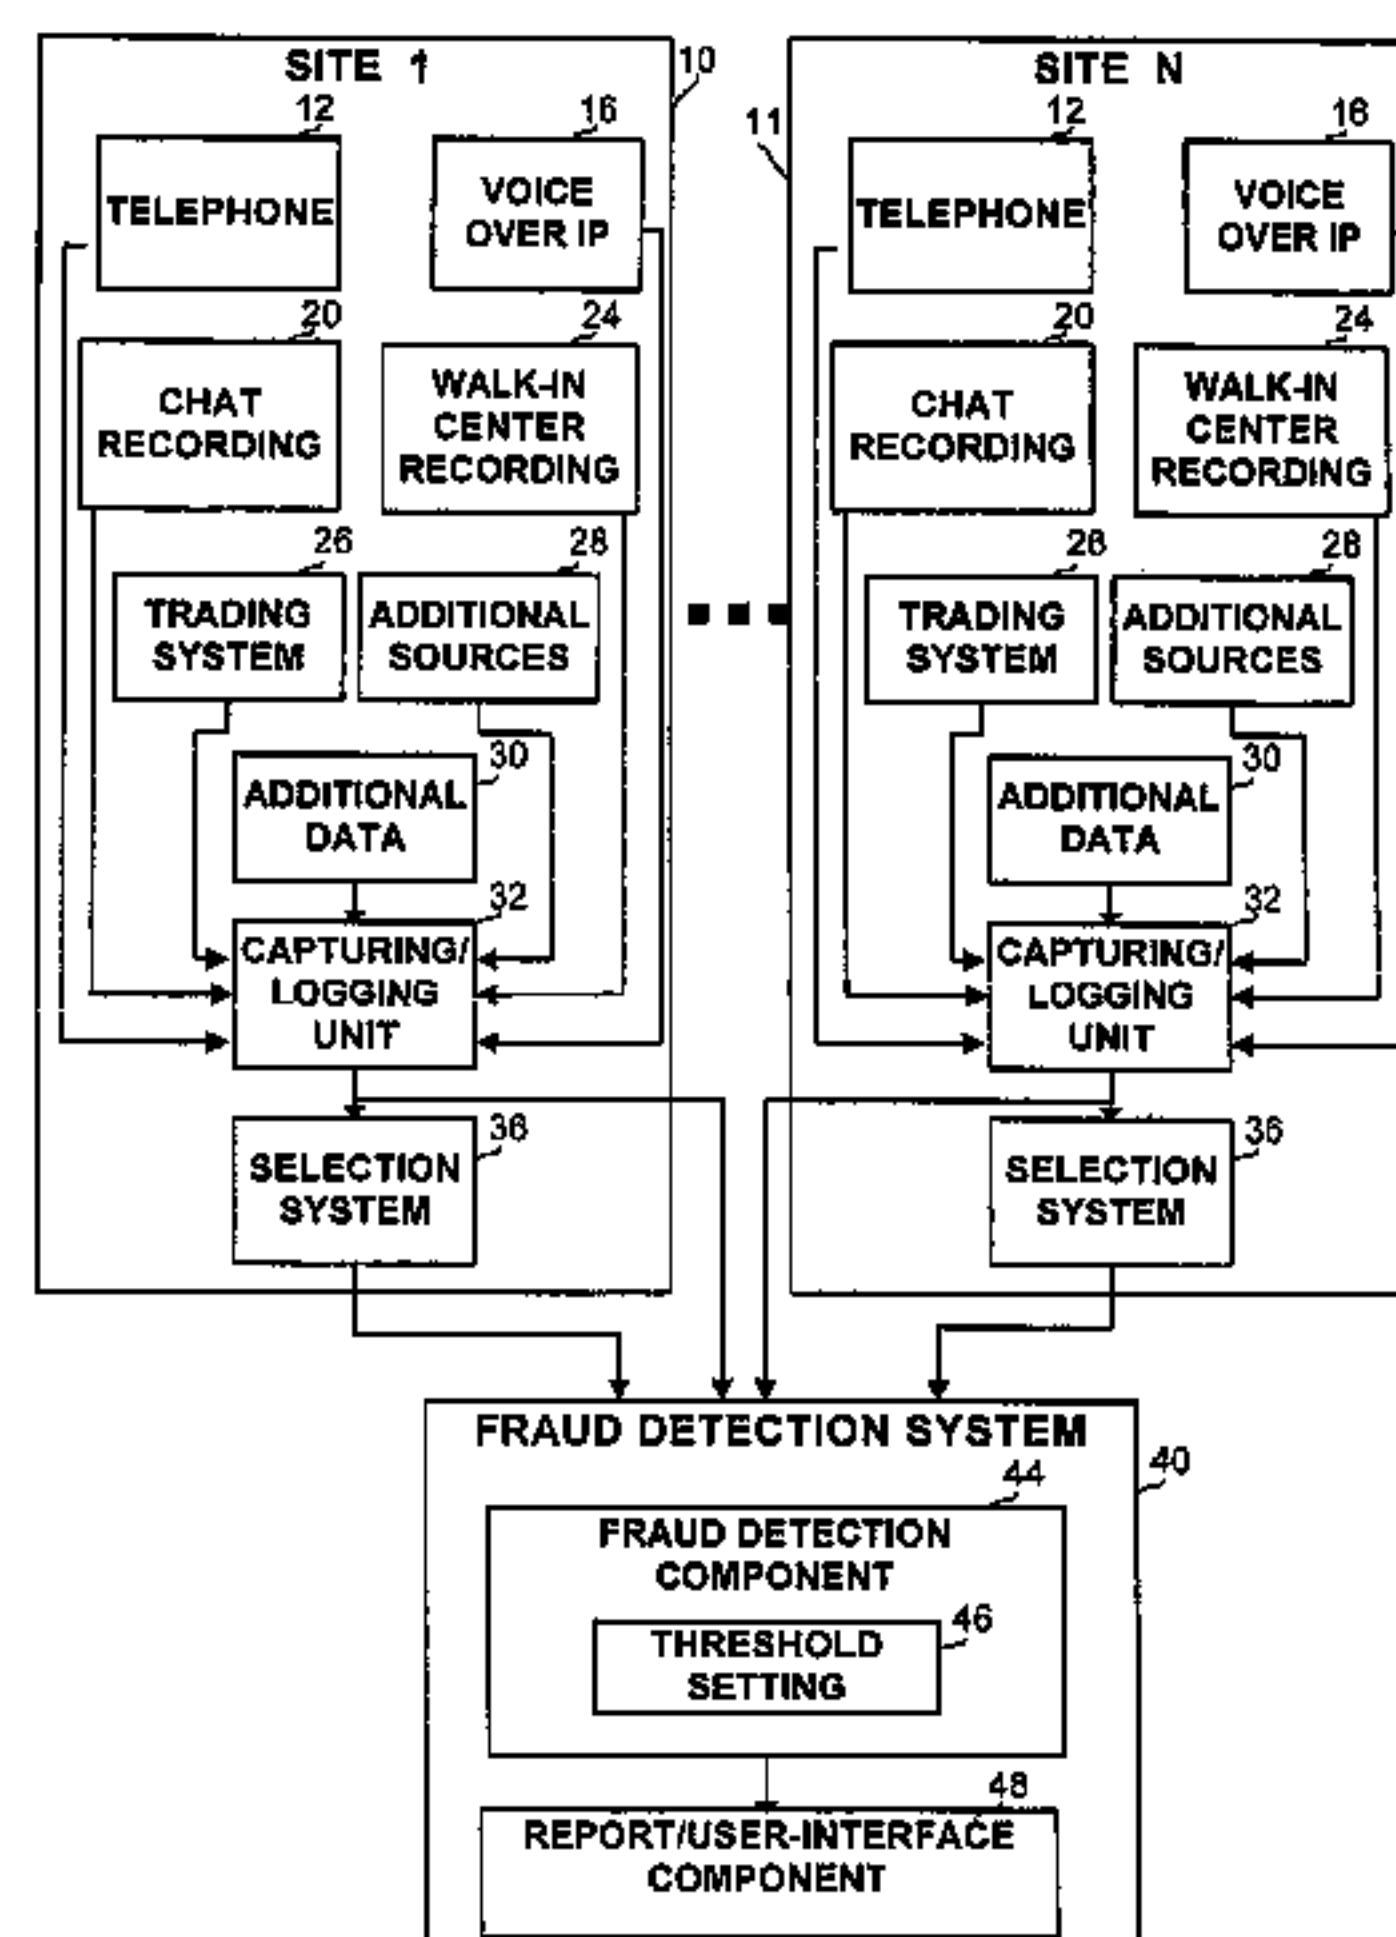 SITE 1
10
12
16
TELEPHONE
VOICE
OVER IP
20
24
CHAT
RECORDING
WALK-IN
CENTER
RECORDING
26
28
TRADING
SYSTEM
ADDITIONAL
SOURCES
30
ADDITIONAL
DATA
32
CAPTURING/
LOGGING
UNIT
36
SELECTION
SYSTEM
SITE N
11
12
16
TELEPHONE
VOICE
OVER IP
20
24
CHAT
RECORDING
WALK-IN
CENTER
RECORDING
26
28
TRADING
SYSTEM
ADDITIONAL
SOURCES
30
ADDITIONAL
DATA
32
CAPTURING/
LOGGING
UNIT
36
SELECTION
SYSTEM
FRAUD DETECTION SYSTEM
40
44
FRAUD DETECTION
COMPONENT
46
THRESHOLD
SETTING
48
REPORT/USER-INTERFACE
COMPONENT